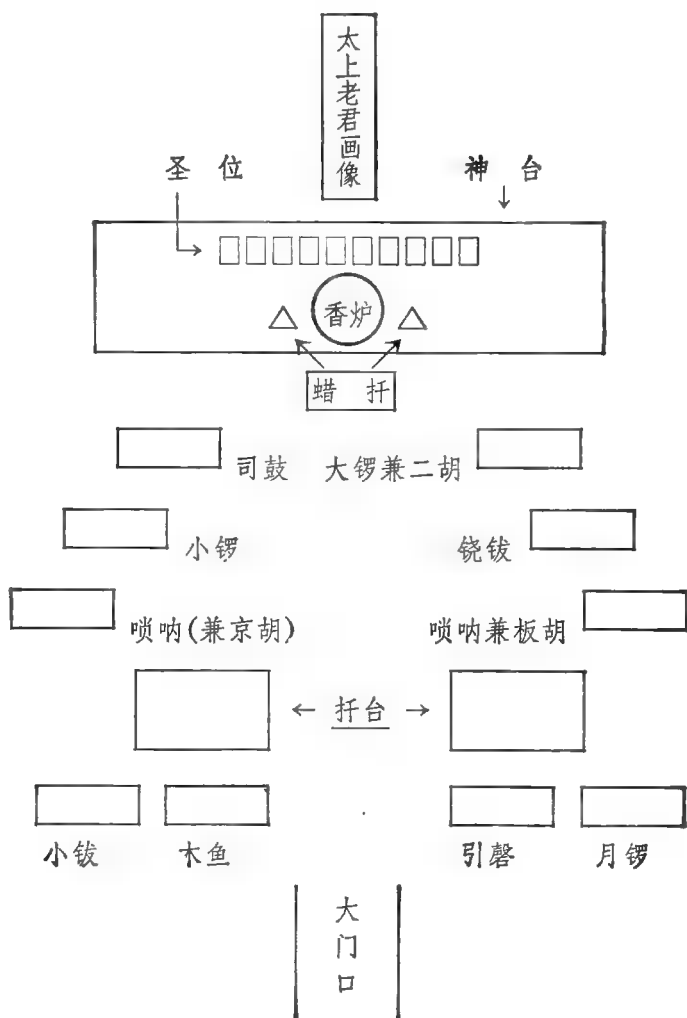 太上老君画像
圣位
神台
香炉
蜡扦
司鼓
大锣兼二胡
小锣
铙钹
唢呐(兼京胡)
唢呐兼板胡
← 扦台 →
小钹
木鱼
引磬
月锣
大门口